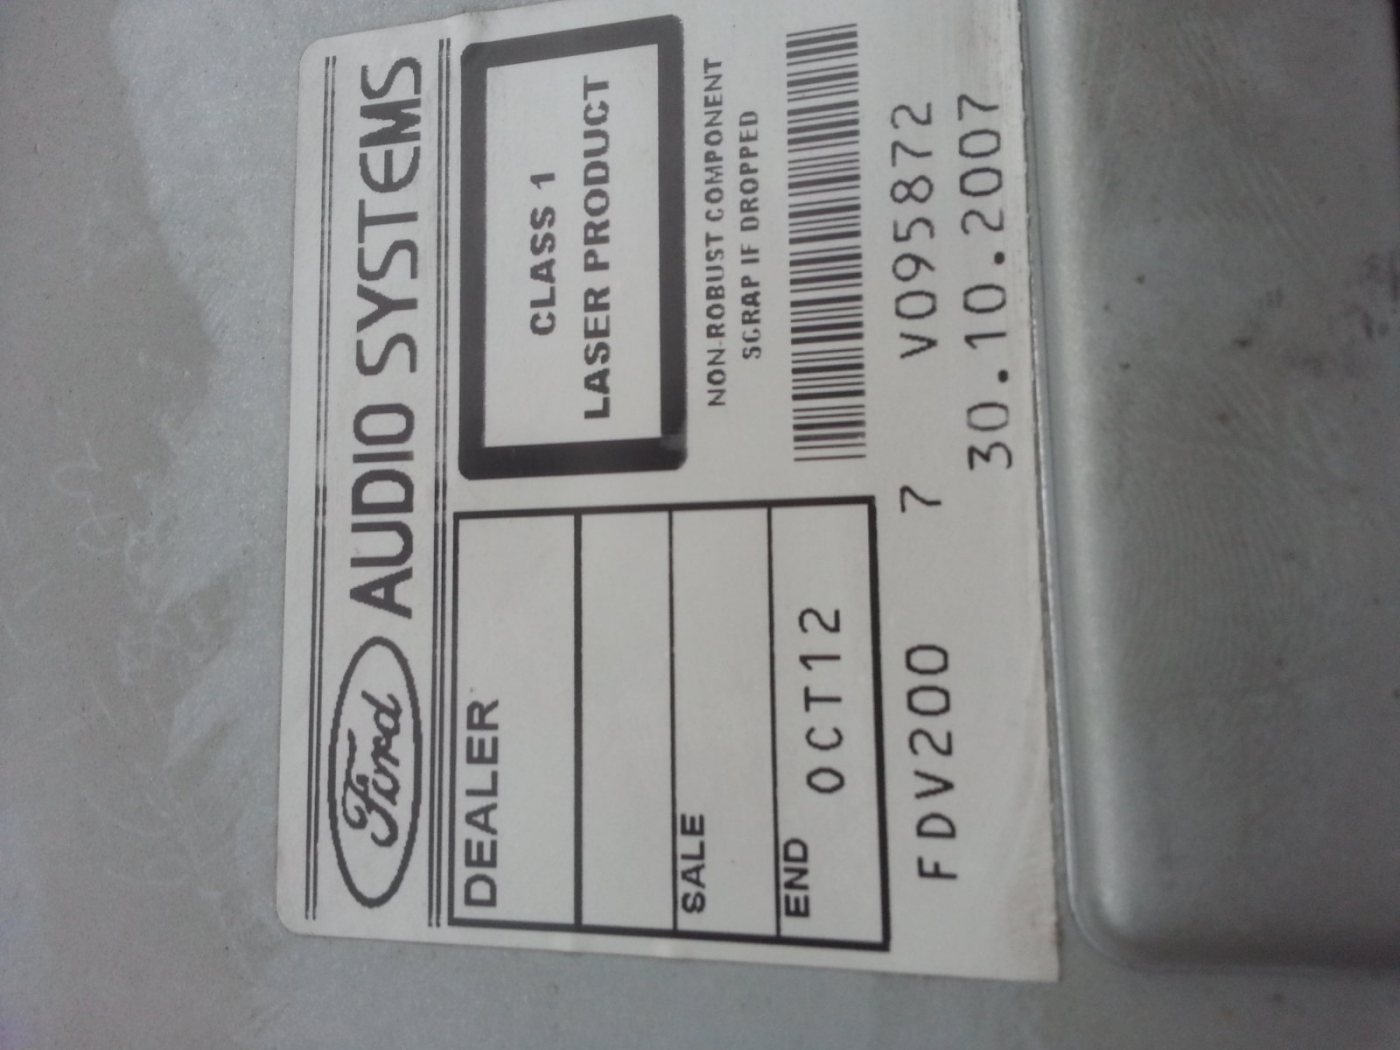 Ford AUDIO SYSTEMS
DEALER
SALE
END OCT12
CLASS 1
LASER PRODUCT
NON-ROBUST COMPONENT
SCRAP IF DROPPED
FDV200 7 V095872
30.10.2007